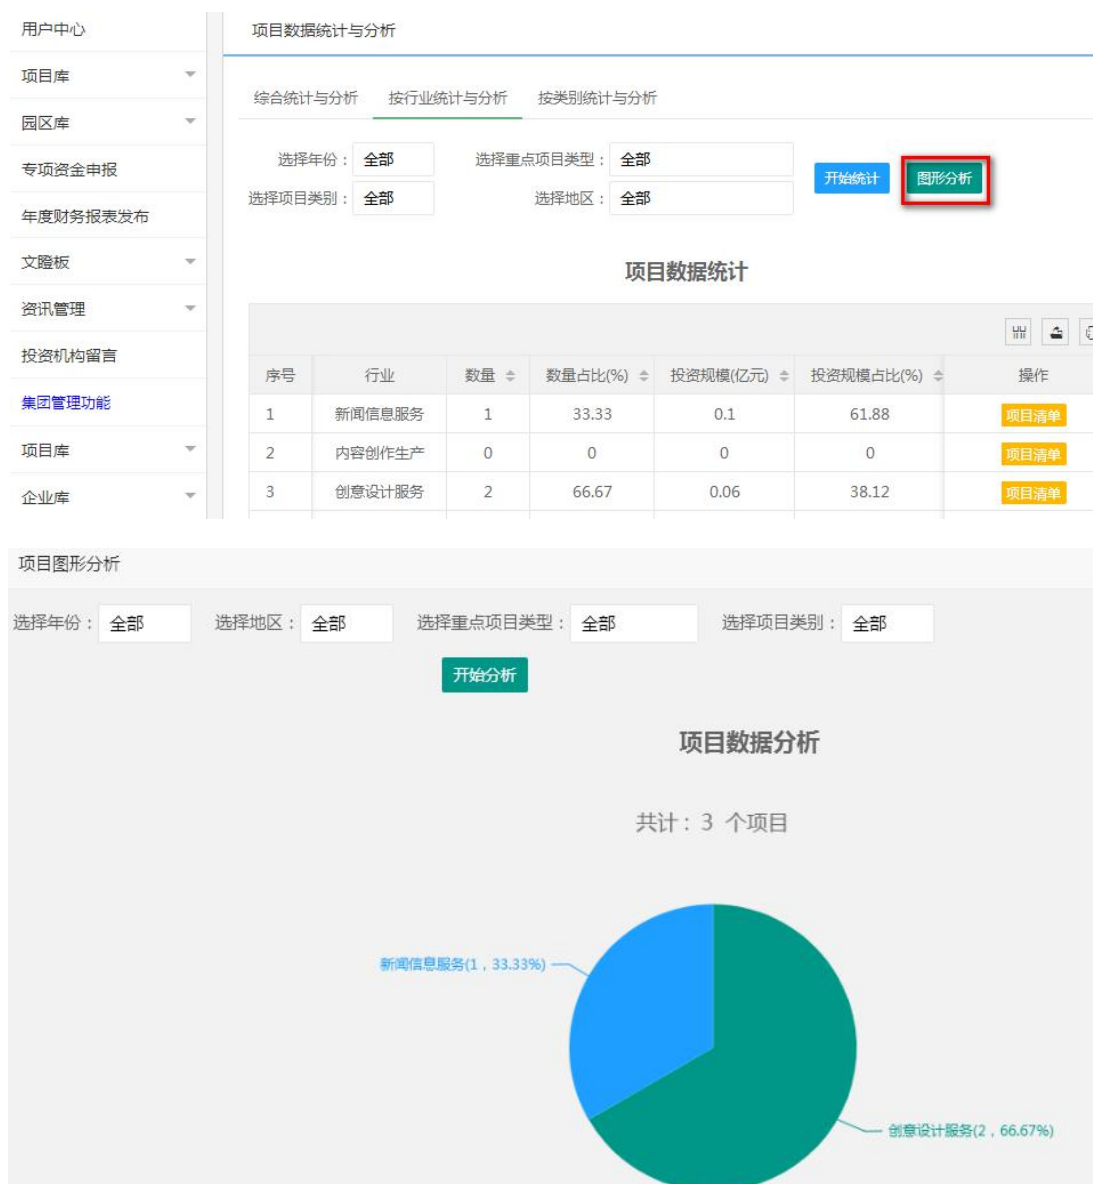 用户中心
项目库
园区库
专项资金申报
年度财务报表发布
文瞪板
资讯管理
投资机构留言
集团管理功能
项目库
企业库
项目数据统计与分析
综合统计与分析 按行业统计与分析 按类别统计与分析
选择年份： 全部 选择重点项目类型： 全部
选择项目类别： 全部 选择地区： 全部
开始统计 图形分析
项目数据统计
序号 行业 数量 数量占比(%) 投资规模(亿元) 投资规模占比(%) 操作
1 新闻信息服务 1 33.33 0.1 61.88 项目清单
2 内容创作生产 0 0 0 0 项目清单
3 创意设计服务 2 66.67 0.06 38.12 项目清单
项目图形分析
选择年份： 全部 选择地区： 全部 选择重点项目类型： 全部 选择项目类别： 全部
开始分析
项目数据分析
共计： 3 个项目
新闻信息服务(1，33.33%)
创意设计服务(2，66.67%)